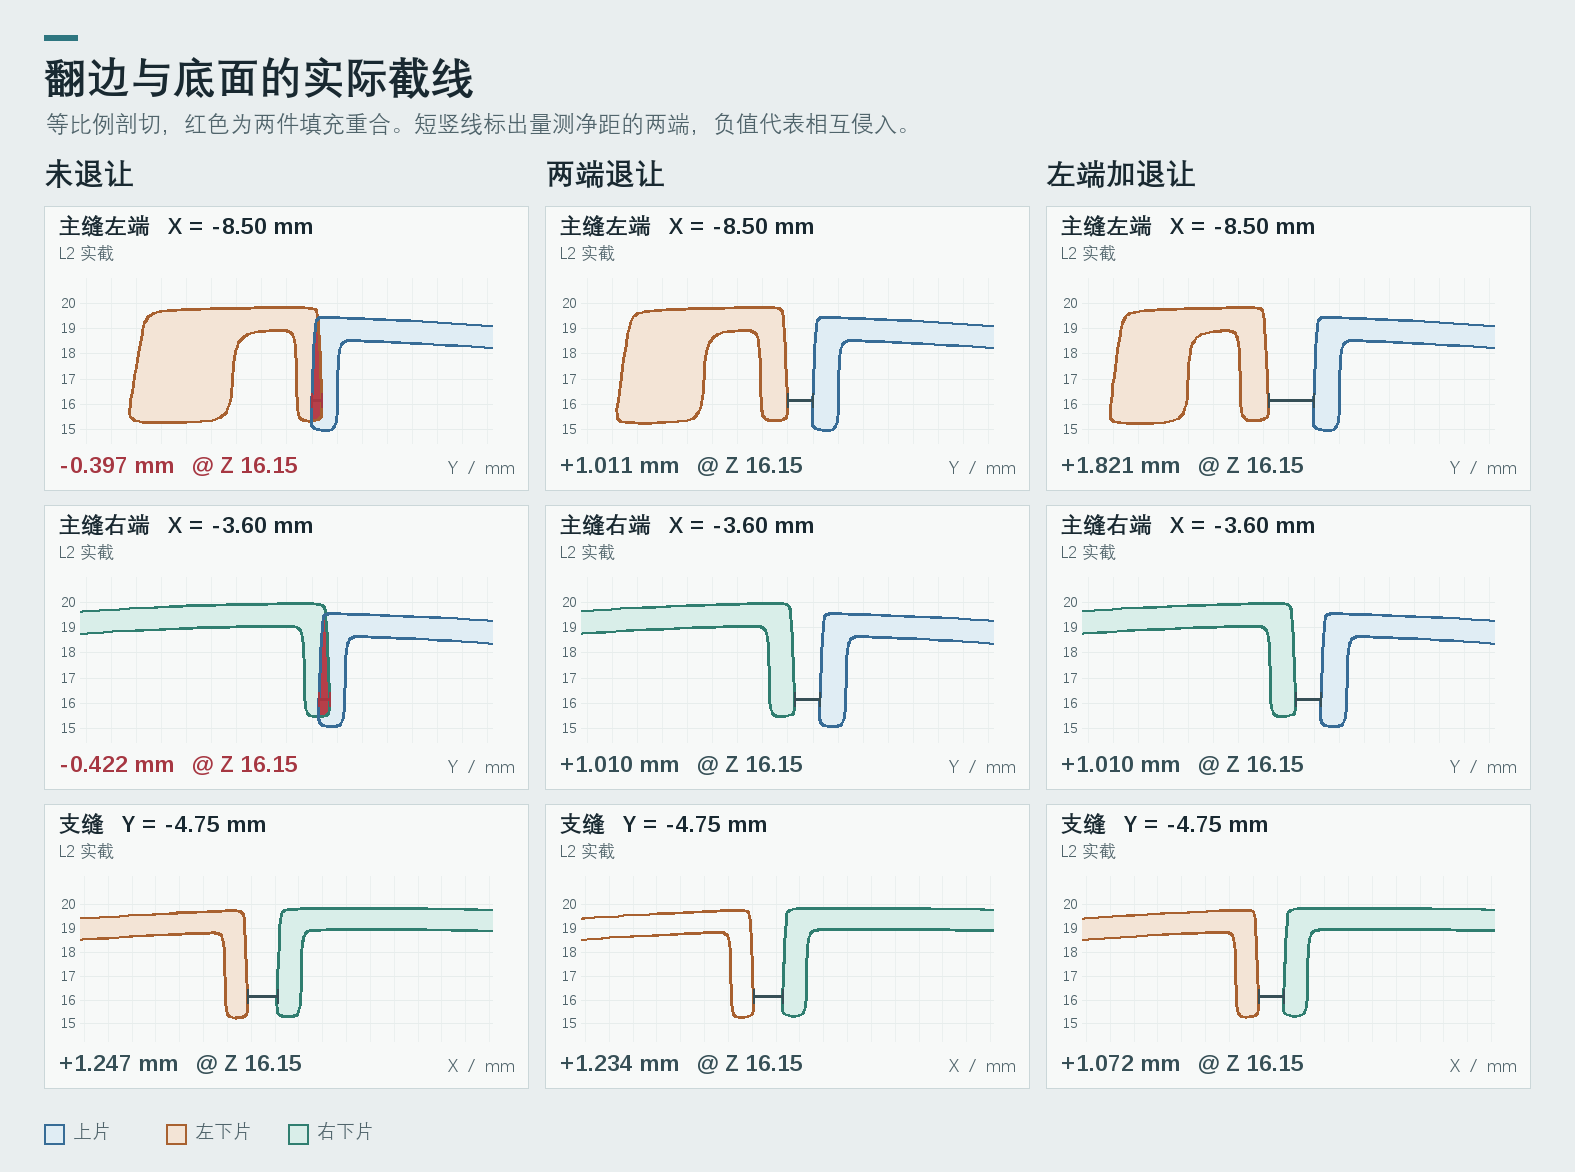 翻边与底面的实际截线
等比例剖切，红色为两件填充重合。短竖线标出量测净距的两端，负值代表相互侵入。
未退让
两端退让
左端加退让
主缝左端 X = -8.50 mm
L2 实截
20
19
18
17
16
15
-0.397 mm @ Z 16.15
Y / mm
主缝左端 X = -8.50 mm
L2 实截
20
19
18
17
16
15
+1.011 mm @ Z 16.15
Y / mm
主缝左端 X = -8.50 mm
L2 实截
20
19
18
17
16
15
+1.821 mm @ Z 16.15
Y / mm
主缝右端 X = -3.60 mm
L2 实截
20
19
18
17
16
15
-0.422 mm @ Z 16.15
Y / mm
主缝右端 X = -3.60 mm
L2 实截
20
19
18
17
16
15
+1.010 mm @ Z 16.15
Y / mm
主缝右端 X = -3.60 mm
L2 实截
20
19
18
17
16
15
+1.010 mm @ Z 16.15
Y / mm
支缝 Y = -4.75 mm
L2 实截
20
19
18
17
16
15
+1.247 mm @ Z 16.15
X / mm
支缝 Y = -4.75 mm
L2 实截
20
19
18
17
16
15
+1.234 mm @ Z 16.15
X / mm
支缝 Y = -4.75 mm
L2 实截
20
19
18
17
16
15
+1.072 mm @ Z 16.15
X / mm
上片
左下片
右下片